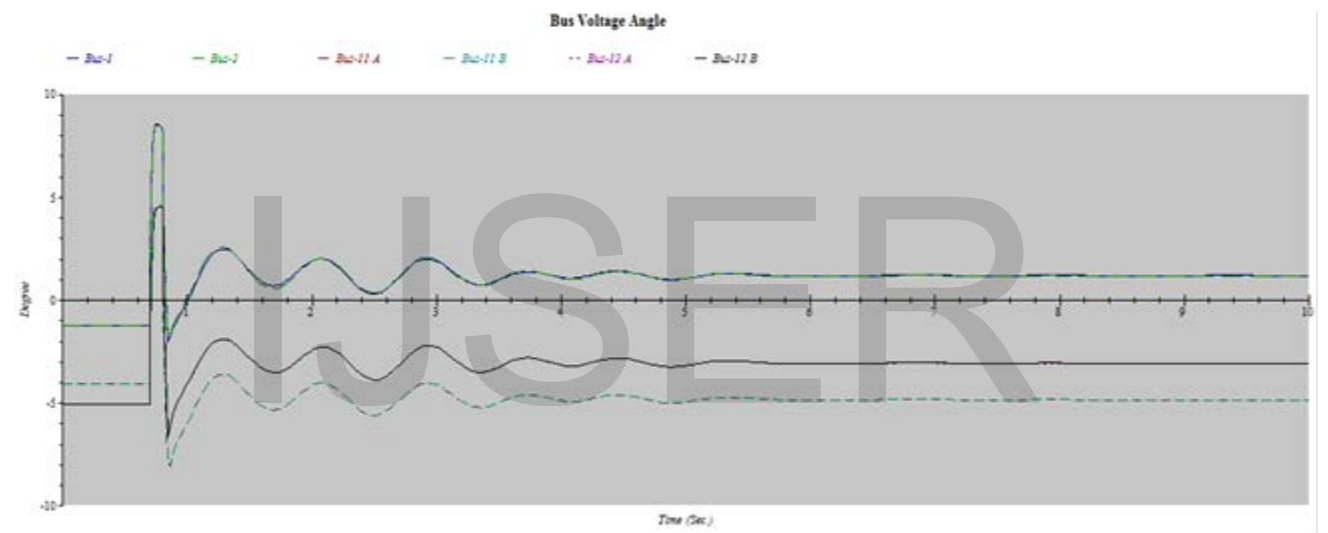 Bus Voltage Angle
Bus-1 Bus-2 Bus-11 A Bus-11 B Bus-12 A Bus-12 B
10
5
0
-5
-10
Degree
1 2 3 4 5 6 7 8 9 10
Time (Sec.)
IJSER